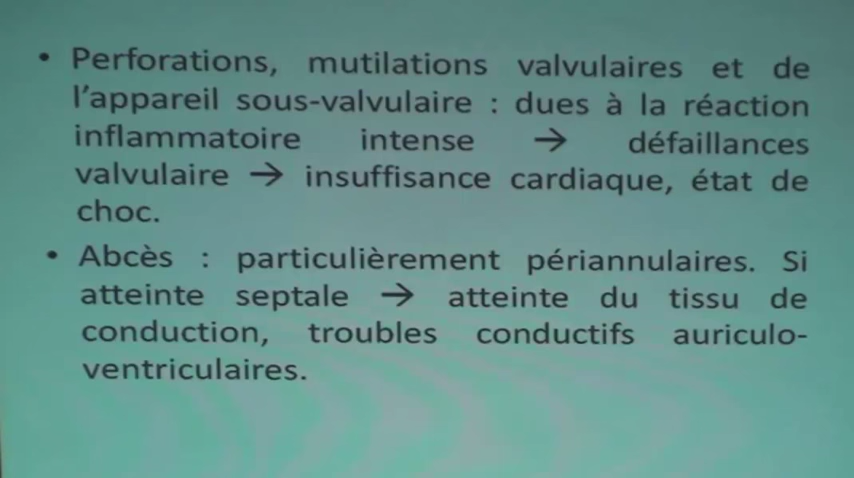 • Perforations, mutilations valvulaires et de
l'appareil sous-valvulaire : dues à la réaction
inflammatoire intense → défaillances
valvulaire → insuffisance cardiaque, état de
choc.
• Abcès : particulièrement périannulaires. Si
atteinte septale → atteinte du tissu de
conduction, troubles conductifs auriculo-
ventriculaires.